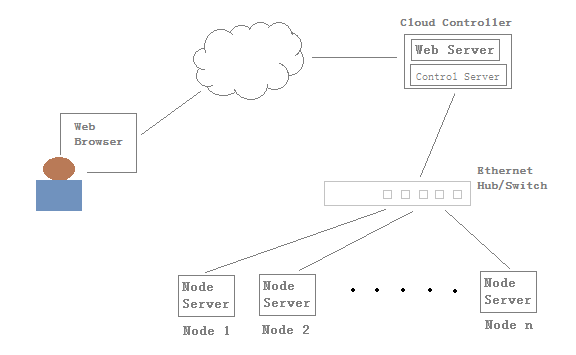 Cloud Controller
Web Server
Control Server
Web
Browser
Ethernet
Hub/Switch
Node
Server
Node 1
Node
Server
Node 2
Node
Server
Node n